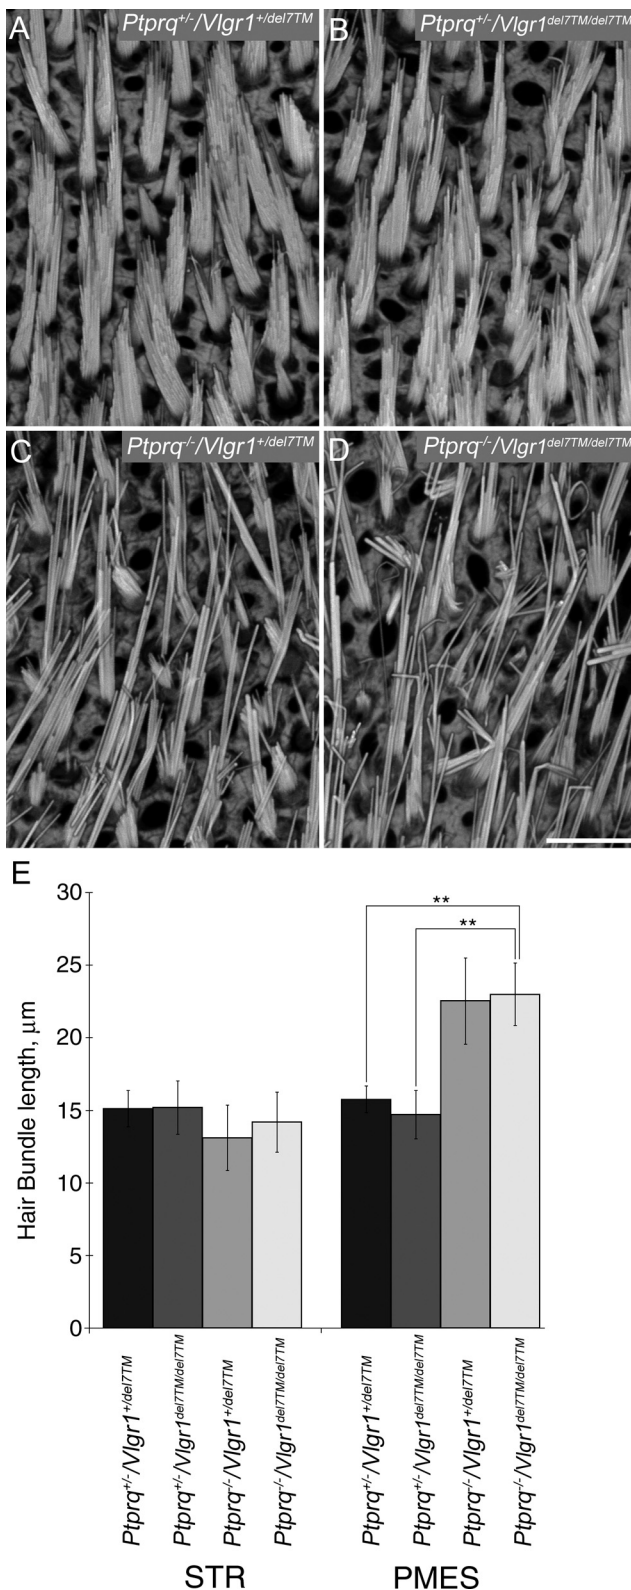 A
Ptprq+/-/Vlgr1+/del7TM
B
Ptprq+/-/Vlgr1del7TM/del7TM
C
Ptprq-/-/Vlgr1+/del7TM
D
Ptprq-/-/Vlgr1del7TM/del7TM
E
30
25
20
15
10
5
0
Hair Bundle length, μm
**
**
Ptprq+/-/Vlgr1+/del7TM
Ptprq+/-/Vlgr1del7TM/del7TM
Ptprq-/-/Vlgr1+/del7TM
Ptprq-/-/Vlgr1del7TM/del7TM
Ptprq+/-/Vlgr1+/del7TM
Ptprq+/-/Vlgr1del7TM/del7TM
Ptprq-/-/Vlgr1+/del7TM
Ptprq-/-/Vlgr1del7TM/del7TM
STR
PMES